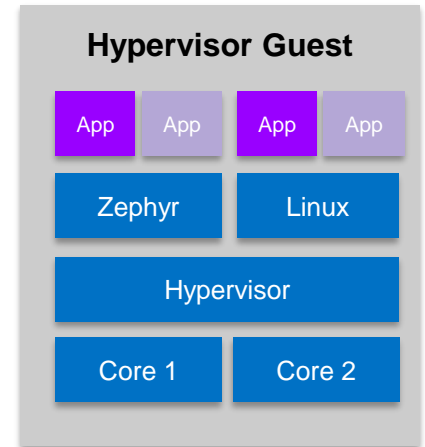 Hypervisor Guest
App App App App
Zephyr Linux
Hypervisor
Core 1 Core 2